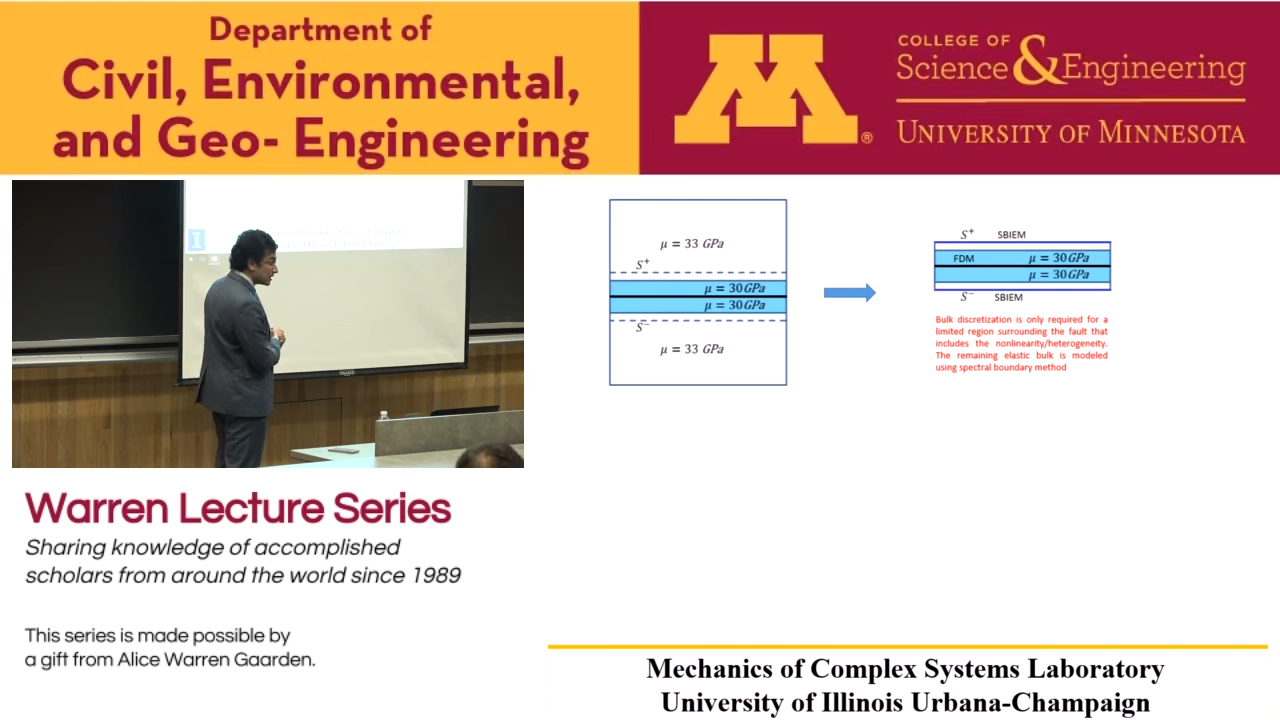 Department of
Civil, Environmental,
and Geo- Engineering
M®
COLLEGE OF
Science & Engineering
UNIVERSITY OF MINNESOTA
I
Warren Lecture Series
Sharing knowledge of accomplished
scholars from around the world since 1989
This series is made possible by
a gift from Alice Warren Gaarden.
μ = 33 GPa
S⁺
μ = 30GPa
μ = 30GPa
S⁻
μ = 33 GPa
S⁺ SBIEM
FDM μ = 30GPa
μ = 30GPa
S⁻ SBIEM
Bulk discretization is only required for a
limited region surrounding the fault that
includes the nonlinearity/heterogeneity.
The remaining elastic bulk is modeled
using spectral boundary method
Mechanics of Complex Systems Laboratory
University of Illinois Urbana-Champaign